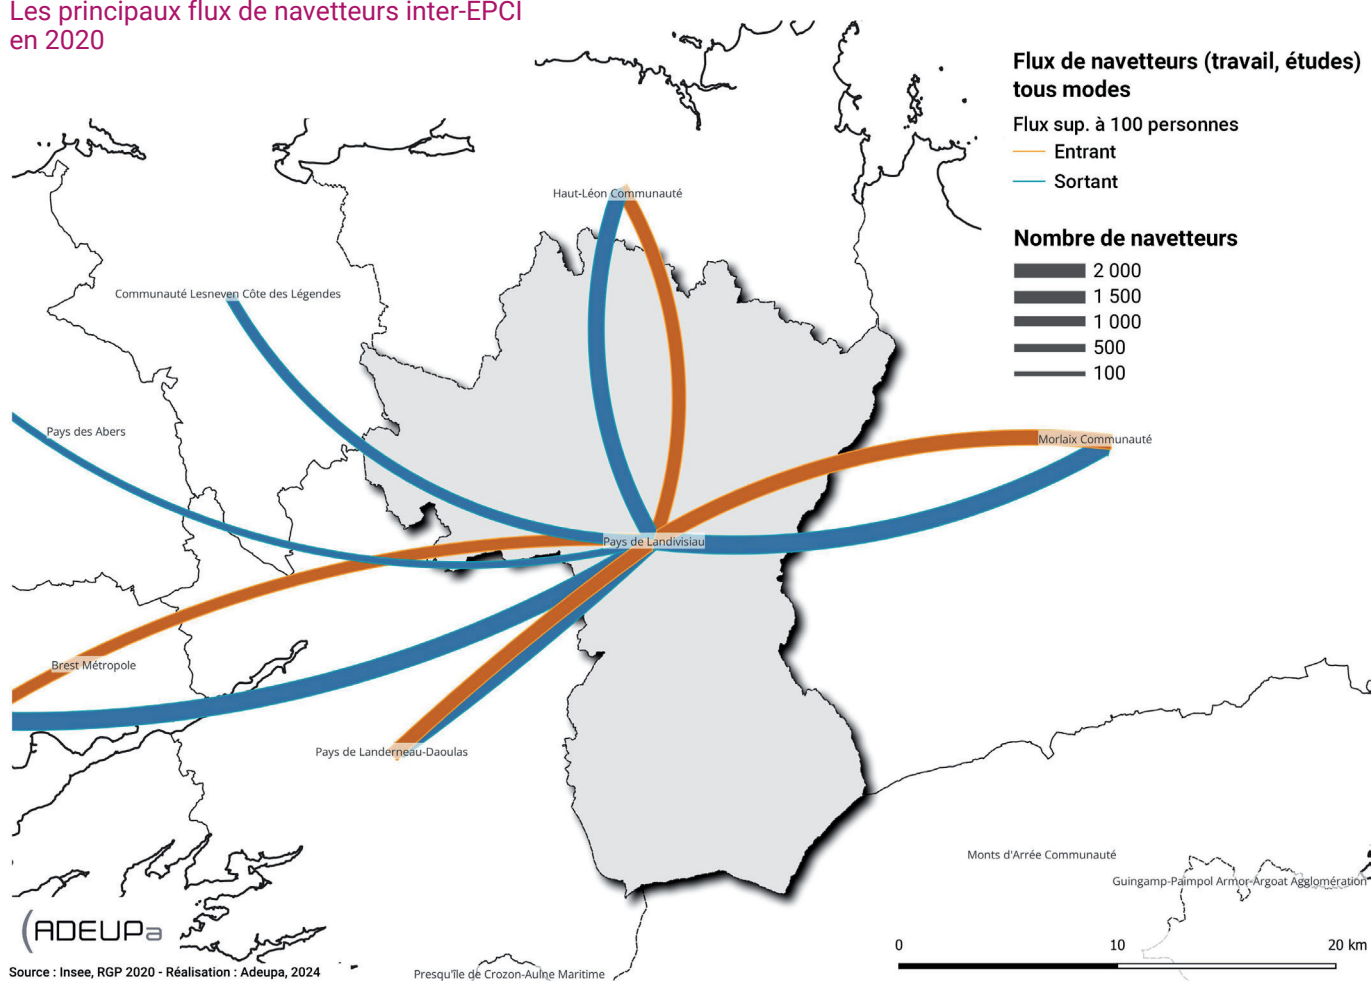 Les principaux flux de navetteurs inter-EPCI
en 2020
Flux de navetteurs (travail, études)
tous modes
Flux sup. à 100 personnes
Entrant
Sortant
Nombre de navetteurs
2 000
1 500
1 000
500
100
Haut-Léon Communauté
Communauté Lesneven Côte des Légendes
Pays des Abers
Morlaix Communauté
Pays de Landivisiau
Brest Métropole
Pays de Landerneau-Daoulas
Monts d'Arrée Communauté
Guingamp-Paimpol Armor-Argoat Agglomération
ADEUPa
0 10 20 km
Source : Insee, RGP 2020 - Réalisation : Adeupa, 2024
Presqu'île de Crozon-Aulne Maritime